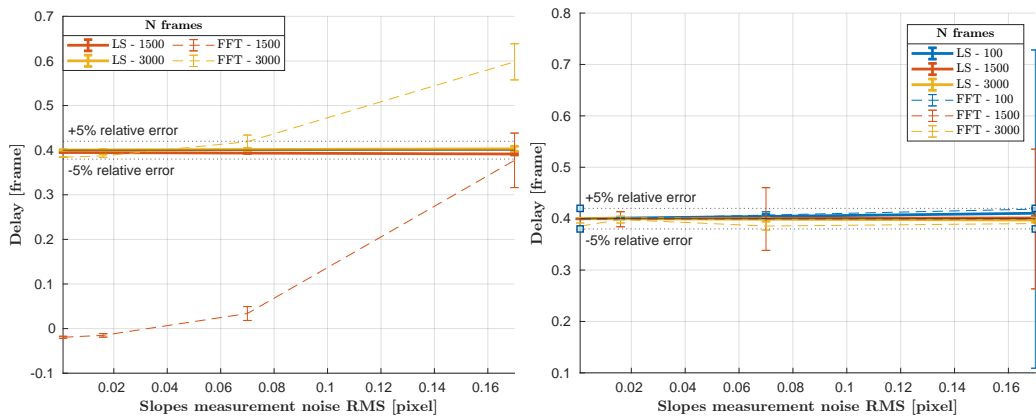 N frames
LS - 1500 FFT - 1500
LS - 3000 FFT - 3000
+5% relative error
-5% relative error
Delay [frame]
0.7
0.6
0.5
0.4
0.3
0.2
0.1
0
-0.1
0.02 0.04 0.06 0.08 0.1 0.12 0.14 0.16
Slopes measurement noise RMS [pixel]
N frames
LS - 100
LS - 1500
LS - 3000
FFT - 100
FFT - 1500
FFT - 3000
+5% relative error
-5% relative error
Delay [frame]
0.8
0.7
0.6
0.5
0.4
0.3
0.2
0.1
0.02 0.04 0.06 0.08 0.1 0.12 0.14 0.16
Slopes measurement noise RMS [pixel]